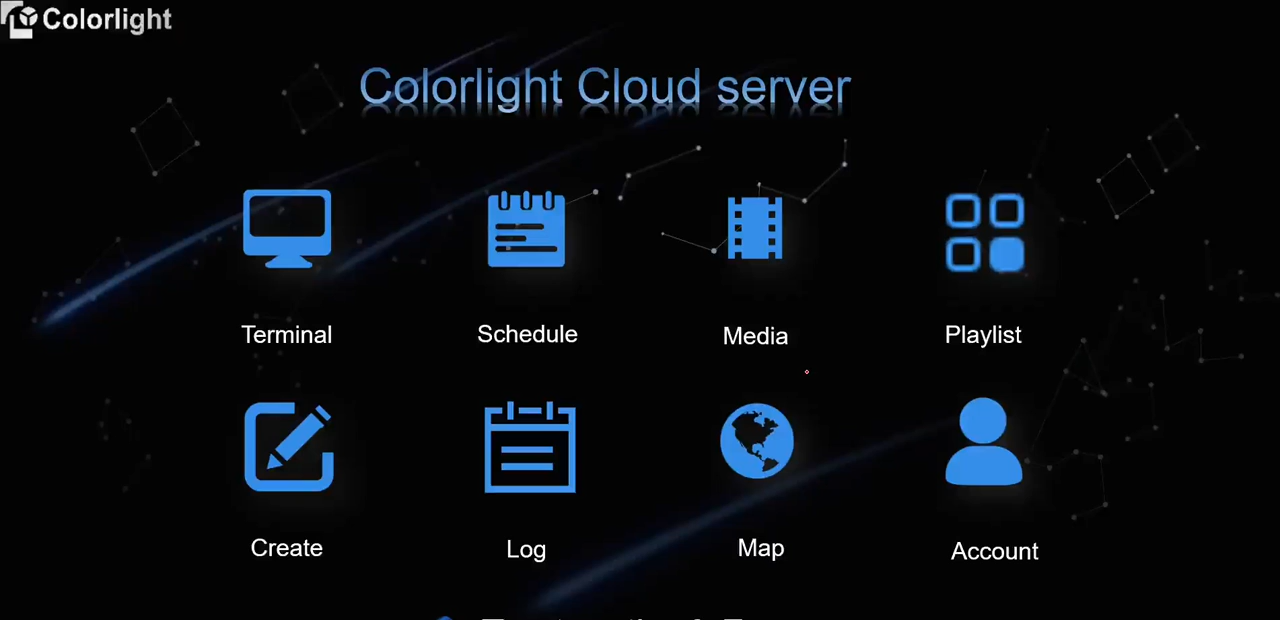 Colorlight
Colorlight Cloud server
Terminal
Schedule
Media
Playlist
Create
Log
Map
Account